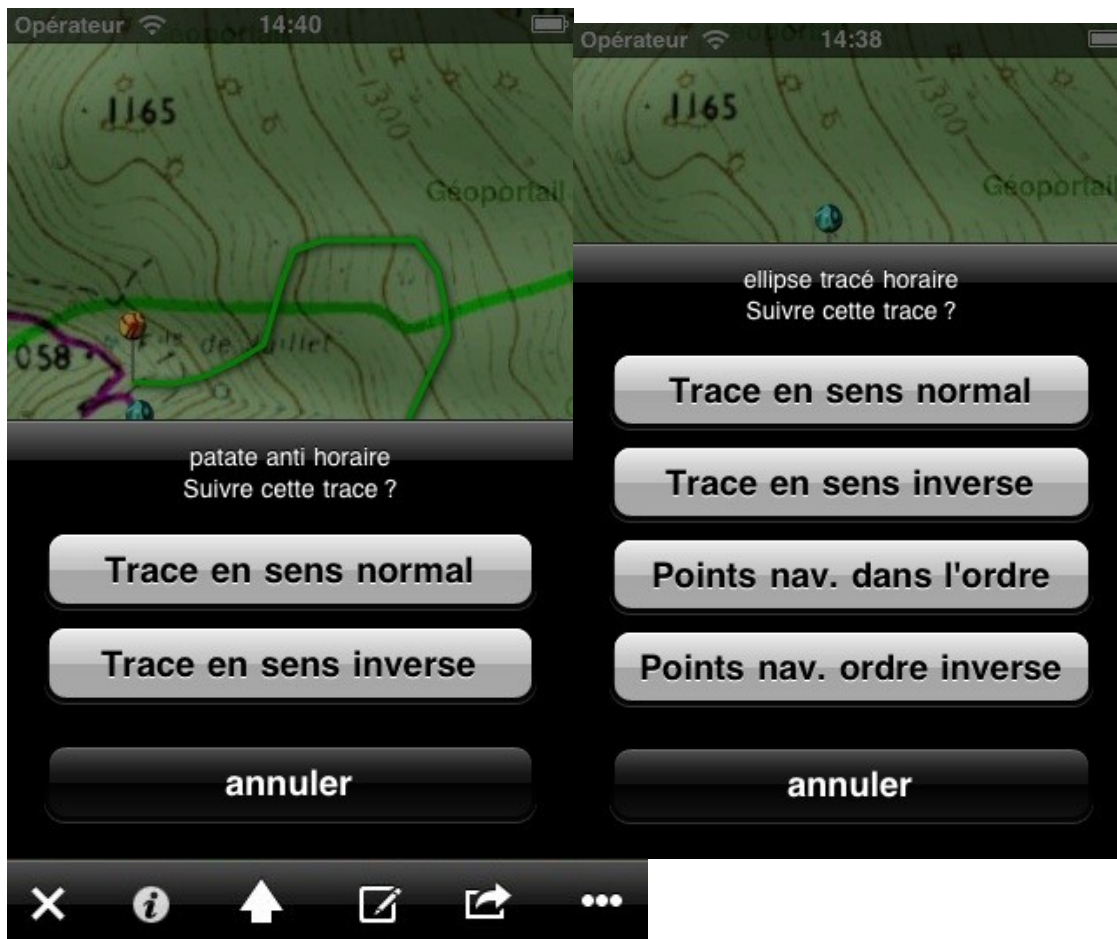 Opérateur 14:40
1165
1300
Géoportail
058
de Juillet
patate anti horaire
Suivre cette trace ?
Trace en sens normal
Trace en sens inverse
annuler
Opérateur 14:38
1165
1300
Géoportail
ellipse tracé horaire
Suivre cette trace ?
Trace en sens normal
Trace en sens inverse
Points nav. dans l'ordre
Points nav. ordre inverse
annuler